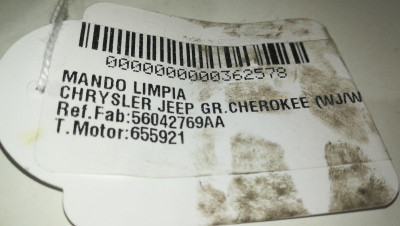 0000000000362578
MANDO LIMPIA
CHRYSLER JEEP GR.CHEROKEE (WJ/W
Ref.Fab:56042769AA
T.Motor:655921